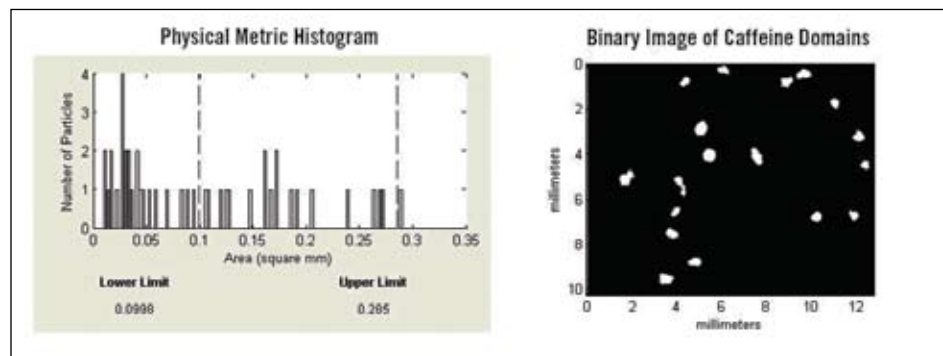 Physical Metric Histogram
Number of Particles
4
3
2
1
0
0 0.05 0.1 0.15 0.2 0.25 0.3 0.35
Area (square mm)
Lower Limit Upper Limit
0.0998 0.285
Binary Image of Caffeine Domains
millimeters
0
2
4
6
8
10
0 2 4 6 8 10 12
millimeters